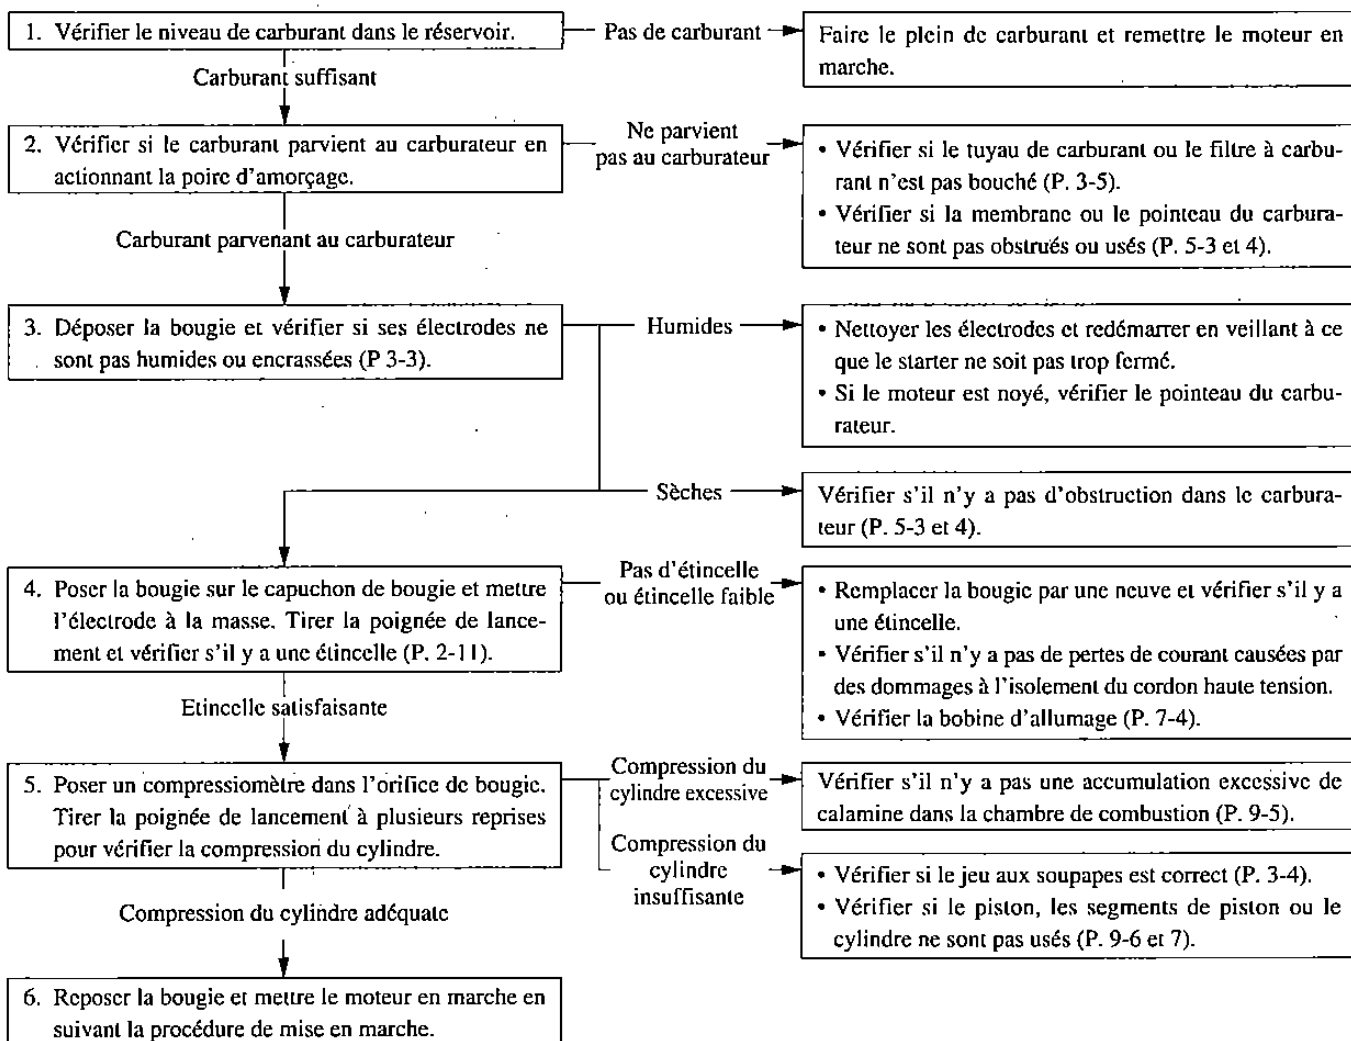 1. Vérifier le niveau de carburant dans le réservoir.
Pas de carburant
Faire le plein de carburant et remettre le moteur en
marche.
Carburant suffisant
2. Vérifier si le carburant parvient au carburateur en
actionnant la poire d'amorçage.
Ne parvient
pas au carburateur
• Vérifier si le tuyau de carburant ou le filtre à carbu-
rant n'est pas bouché (P. 3-5).
• Vérifier si la membrane ou le pointeau du carbura-
teur ne sont pas obstrués ou usés (P. 5-3 et 4).
Carburant parvenant au carburateur
3. Déposer la bougie et vérifier si ses électrodes ne
sont pas humides ou encrassées (P 3-3).
Humides
• Nettoyer les électrodes et redémarrer en veillant à ce
que le starter ne soit pas trop fermé.
• Si le moteur est noyé, vérifier le pointeau du carbu-
rateur.
Sèches
Vérifier s'il n'y a pas d'obstruction dans le carbura-
teur (P. 5-3 et 4).
4. Poser la bougie sur le capuchon de bougie et mettre
l'électrode à la masse. Tirer la poignée de lance-
ment et vérifier s'il y a une étincelle (P. 2-11).
Pas d'étincelle
ou étincelle faible
• Remplacer la bougie par une neuve et vérifier s'il y a
une étincelle.
• Vérifier s'il n'y a pas de pertes de courant causées par
des dommages à l'isolement du cordon haute tension.
• Vérifier la bobine d'allumage (P. 7-4).
Etincelle satisfaisante
5. Poser un compressiomètre dans l'orifice de bougie.
Tirer la poignée de lancement à plusieurs reprises
pour vérifier la compression du cylindre.
Compression du
cylindre excessive
Vérifier s'il n'y a pas une accumulation excessive de
calamine dans la chambre de combustion (P. 9-5).
Compression du
cylindre
insuffisante
• Vérifier si le jeu aux soupapes est correct (P. 3-4).
• Vérifier si le piston, les segments de piston ou le
cylindre ne sont pas usés (P. 9-6 et 7).
Compression du cylindre adéquate
6. Reposer la bougie et mettre le moteur en marche en
suivant la procédure de mise en marche.